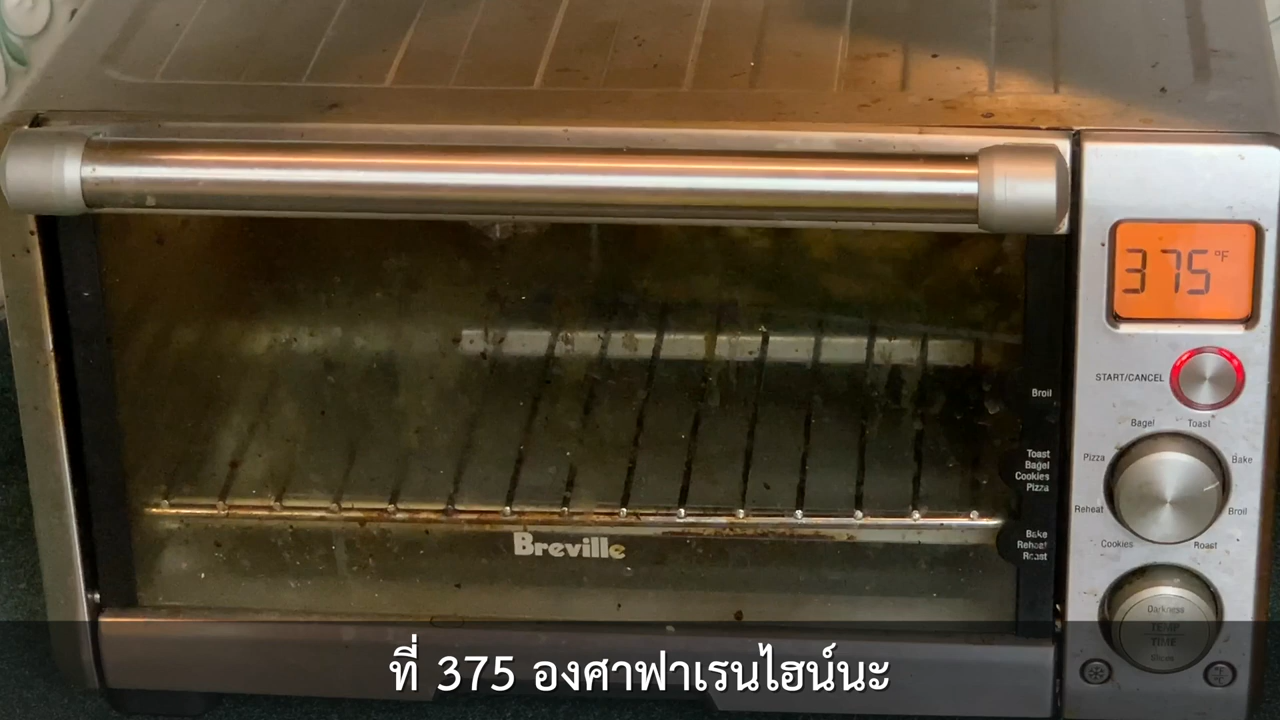 375 °F
START/CANCEL
Bagel
Toast
Pizza
Bake
Reheat
Broil
Cookies
Roast
Broil
Toast
Bagel
Cookies
Pizza
Bake
Reheat
Roast
Breville
Darkness
TEMP
TIME
Slices
ที่ 375 องศาฟาเรนไฮน์นะ